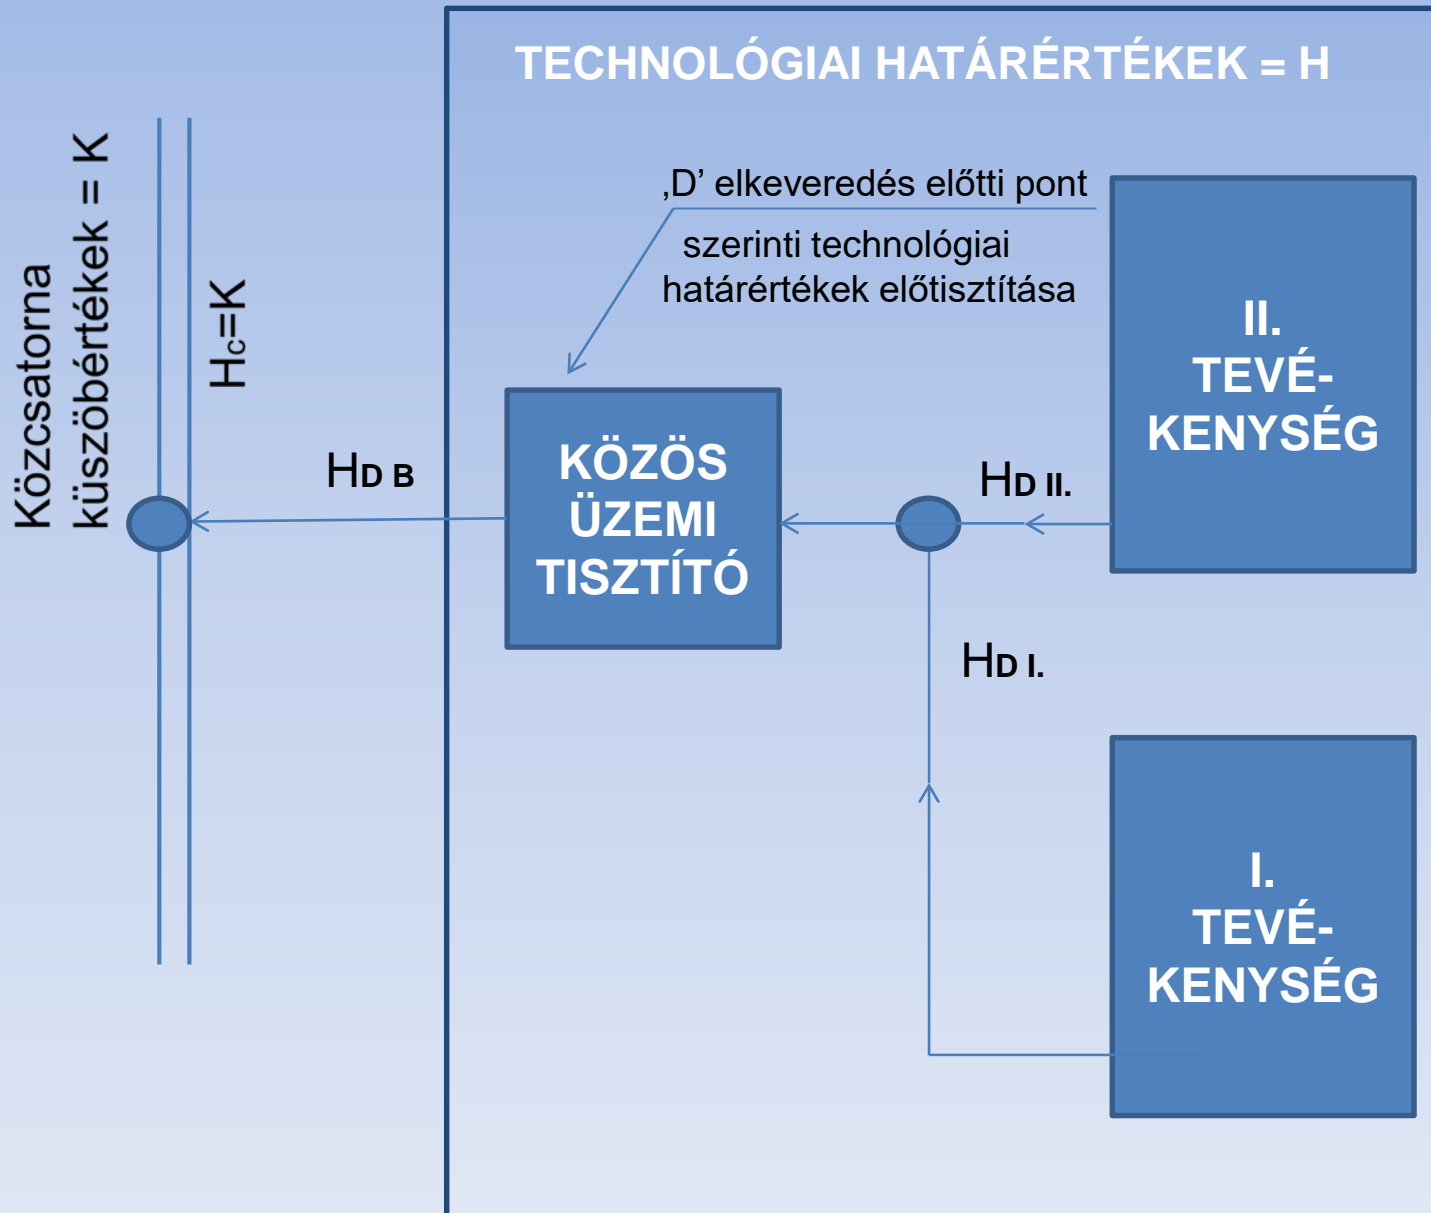 TECHNOLÓGIAI HATÁRÉRTÉKEK = H
Közcsatorna
küszöbértékek = K
Hc=K
‚D’ elkeveredés előtti pont
szerinti technológiai
határértékek előtisztítása
II.
TEVÉ-
KENYSÉG
KÖZÖS
ÜZEMI
TISZTÍTÓ
HD B
HD II.
HD I.
I.
TEVÉ-
KENYSÉG